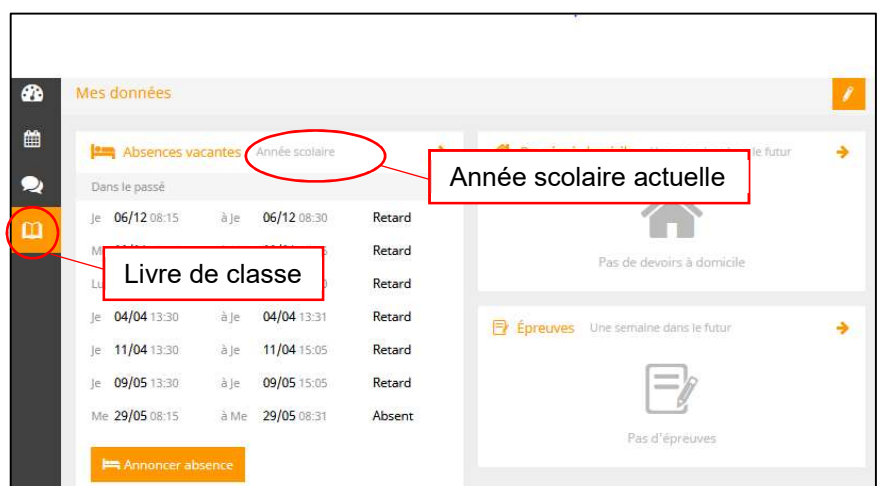 Mes données
Absences vacantes Année scolaire
Dans le passé
Je 06/12 08:15 à Je 06/12 08:30 Retard
Retard
Retard
Je 04/04 13:30 à Je 04/04 13:31 Retard
Je 11/04 13:30 à Je 11/04 15:05 Retard
Je 09/05 13:30 à Je 09/05 15:05 Retard
Me 29/05 08:15 à Me 29/05 08:31 Absent
Annoncer absence
Livre de classe
Année scolaire actuelle
le futur
Pas de devoirs à domicile
Épreuves Une semaine dans le futur
Pas d'épreuves